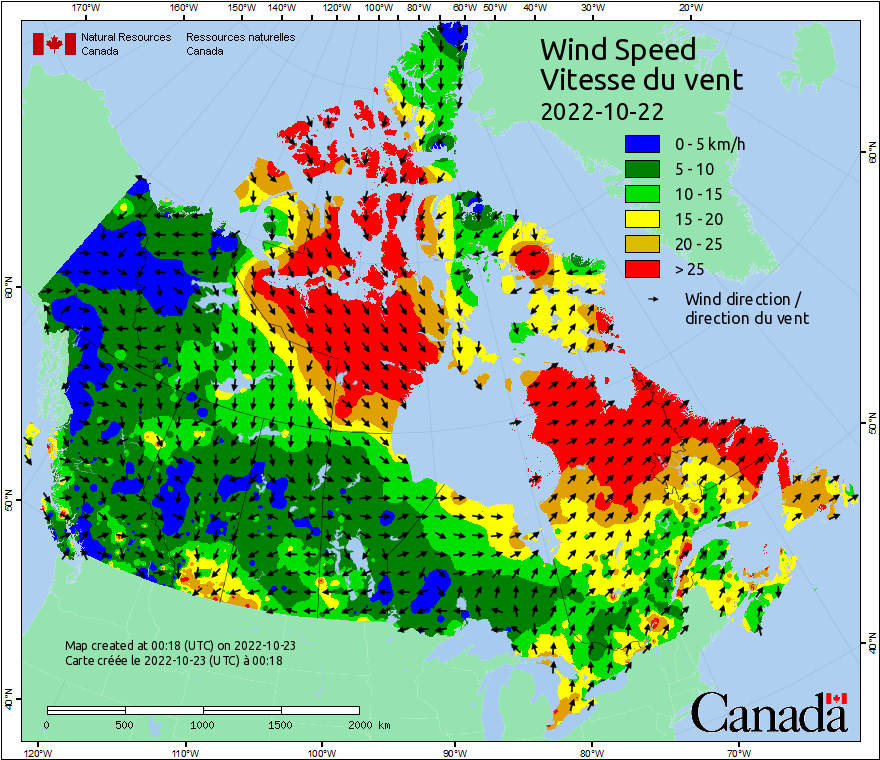 170°W 160°W 150°W 140°W 120°W 100°W 80°W 60°W 50°W 40°W 30°W 20°W
Natural Resources Ressources naturelles
Canada Canada
Wind Speed
Vitesse du vent
2022-10-22
0 - 5 km/h
5 - 10
10 - 15
15 - 20
20 - 25
> 25
Wind direction /
direction du vent
60°N
60°N
50°N
50°N
40°N
40°N
Map created at 00:18 (UTC) on 2022-10-23
Carte créée le 2022-10-23 (UTC) à 00:18
0 500 1000 1500 2000 km
Canada
120°W 110°W 100°W 90°W 80°W 70°W